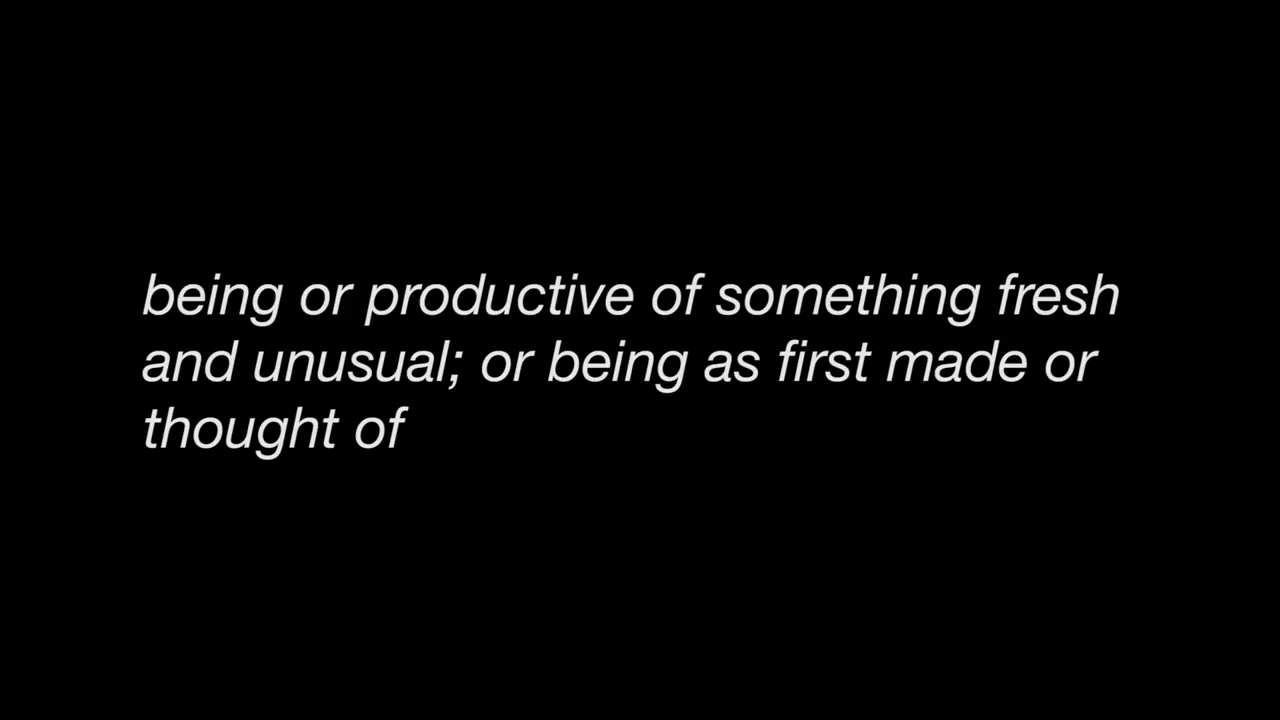 being or productive of something fresh
and unusual; or being as first made or
thought of